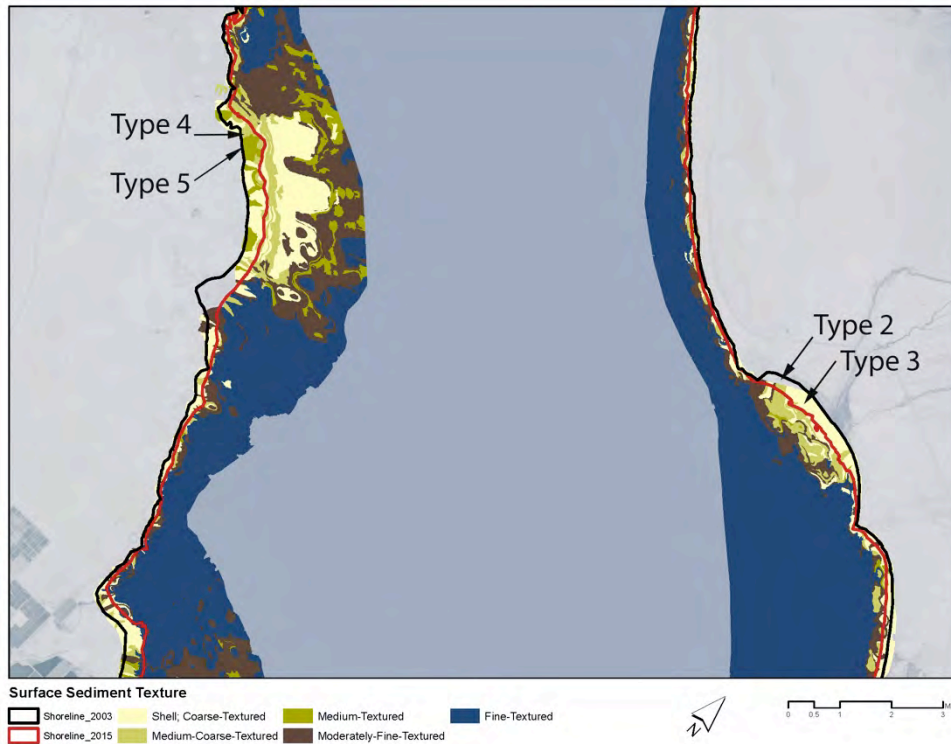 Type 4
Type 5
Type 2
Type 3
Surface Sediment Texture
Shoreline_2003 Shell; Coarse-Textured Medium-Textured Fine-Textured
Shoreline_2015 Medium-Coarse-Textured Moderately-Fine-Textured
N
0 0.5 1 2 3